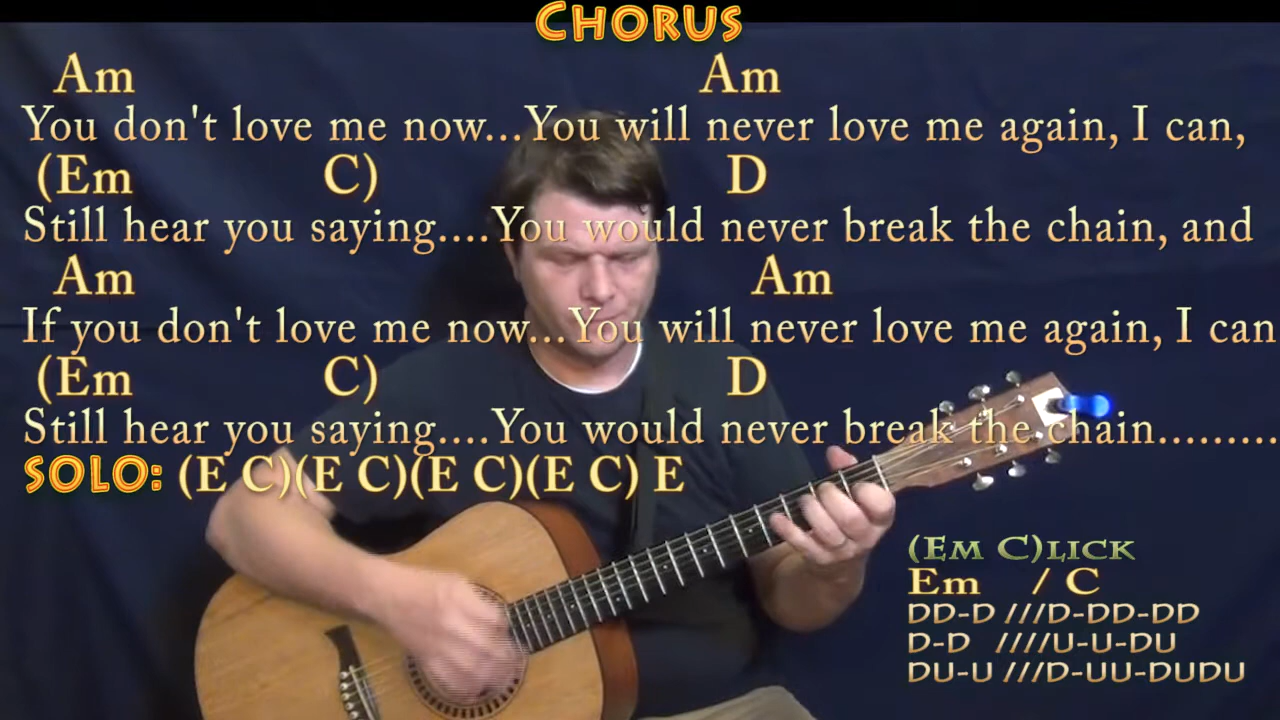 CHORUS
Am Am
You don't love me now...You will never love me again, I can,
(Em C) D
Still hear you saying....You would never break the chain, and
Am Am
If you don't love me now...You will never love me again, I can
(Em C) D
Still hear you saying....You would never break the chain.........
SOLO: (E C)(E C)(E C)(E C) E
(EM C)LICK
Em / C
DD-D ///D-DD-DD
D-D ////U-U-DU
DU-U ///D-UU-DUDU